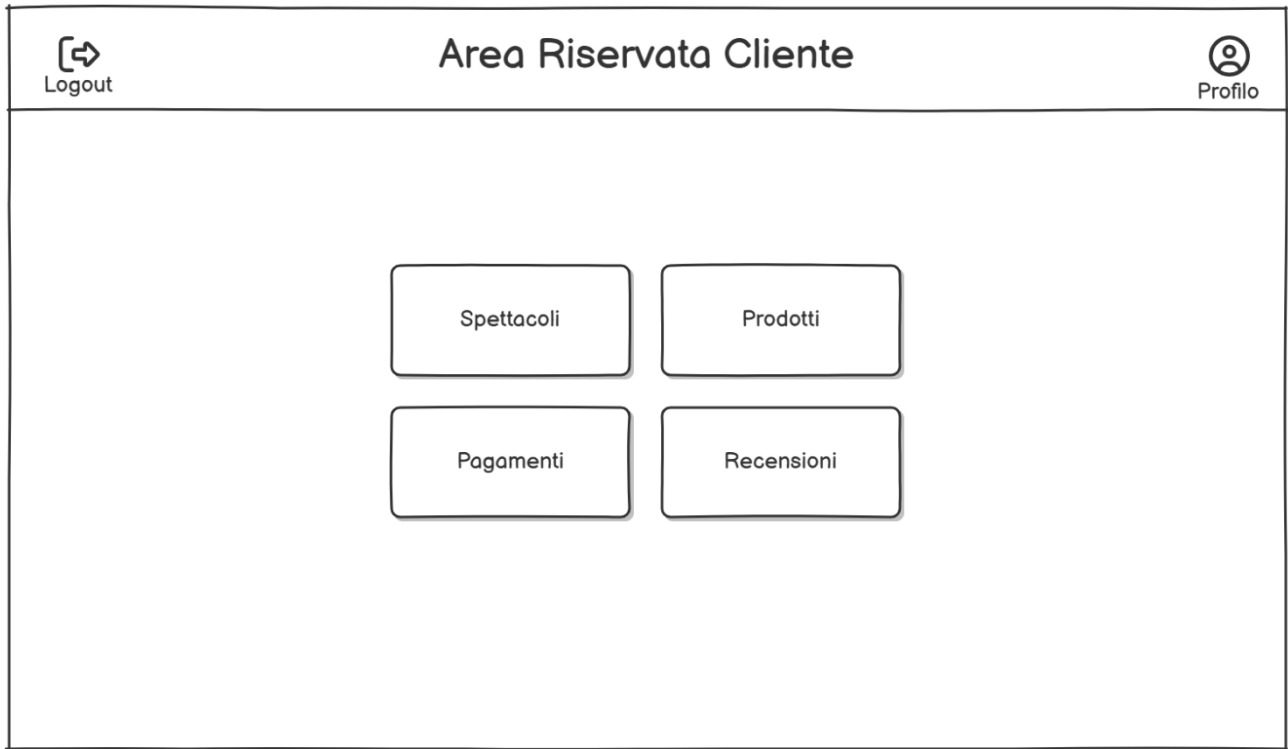 Area Riservata Cliente
Logout
Profilo
Spettacoli
Prodotti
Pagamenti
Recensioni